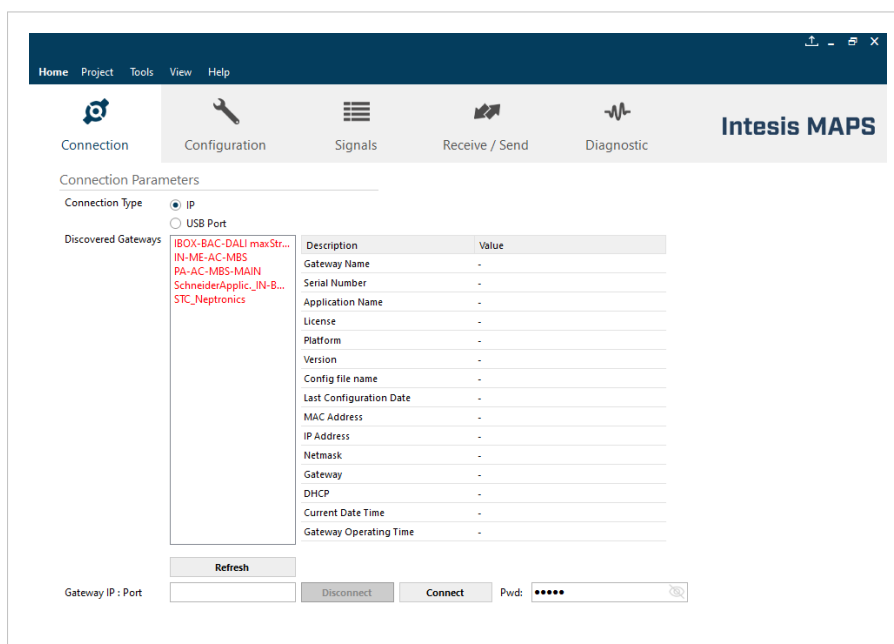 Home Project Tools View Help
Connection Configuration Signals Receive / Send Diagnostic Intesis MAPS
Connection Parameters
Connection Type IP
USB Port
Discovered Gateways
IBOX-BAC-DALI maxStr...
IN-ME-AC-MBS
PA-AC-MBS-MAIN
SchneiderApplic._IN-B...
STC_Neptronics
Description Value
Gateway Name -
Serial Number -
Application Name -
License -
Platform -
Version -
Config file name -
Last Configuration Date -
MAC Address -
IP Address -
Netmask -
Gateway -
DHCP -
Current Date Time -
Gateway Operating Time -
Refresh
Gateway IP : Port Disconnect Connect Pwd: •••••